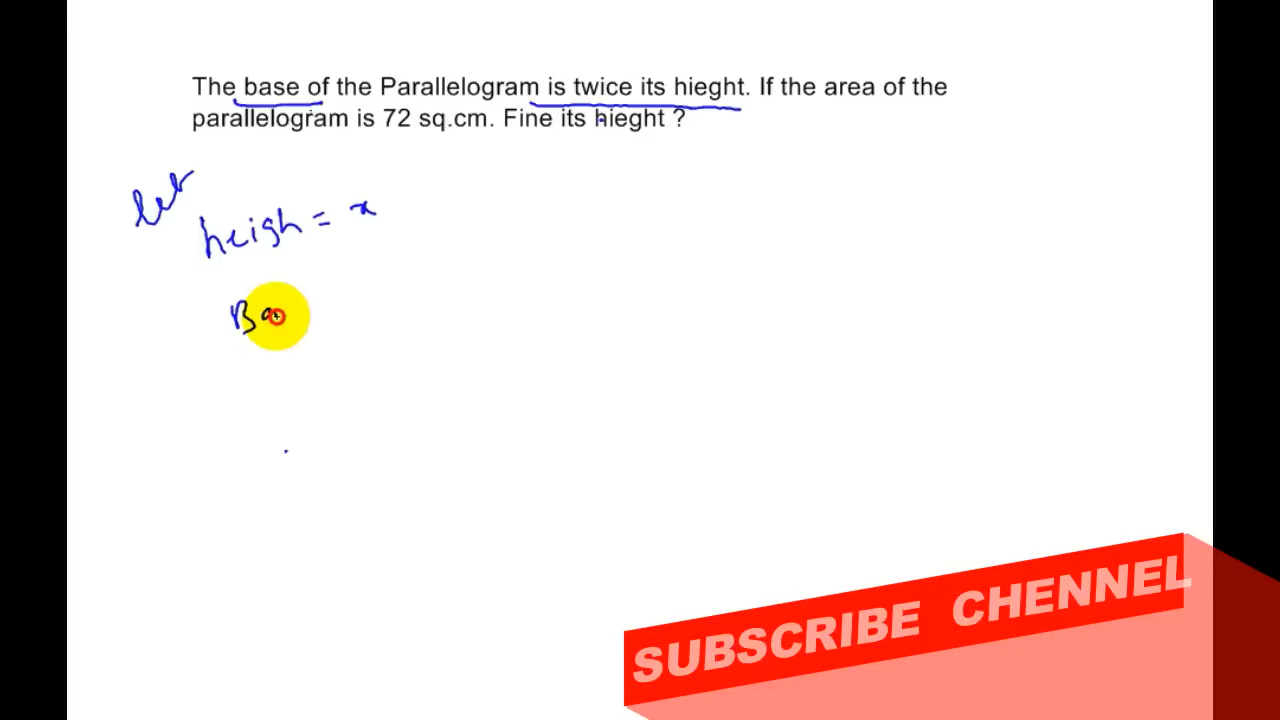 The base of the Parallelogram is twice its hieght. If the area of the
parallelogram is 72 sq.cm. Fine its hieght ?
let
heigh = x
Ba
SUBSCRIBE CHENNEL